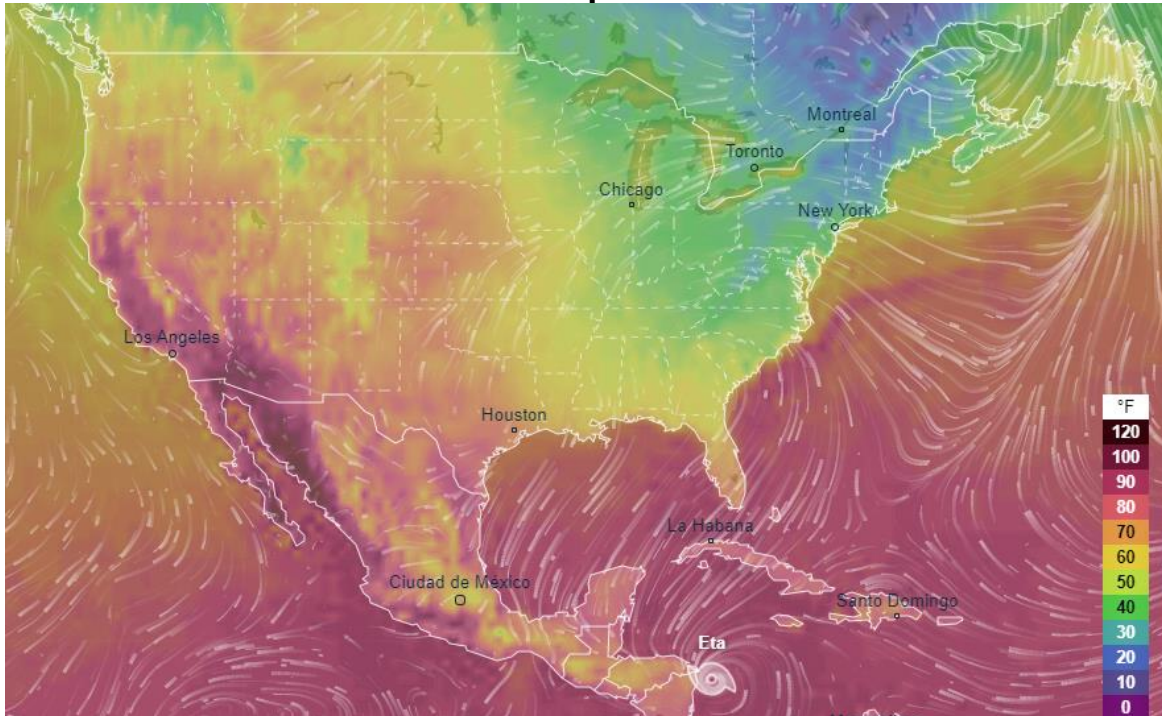 Montreal
Toronto
Chicago
New York
Los Angeles
Houston
La Habana
Ciudad de México
Santo Domingo
Eta
°F
120
100
90
80
70
60
50
40
30
20
10
0